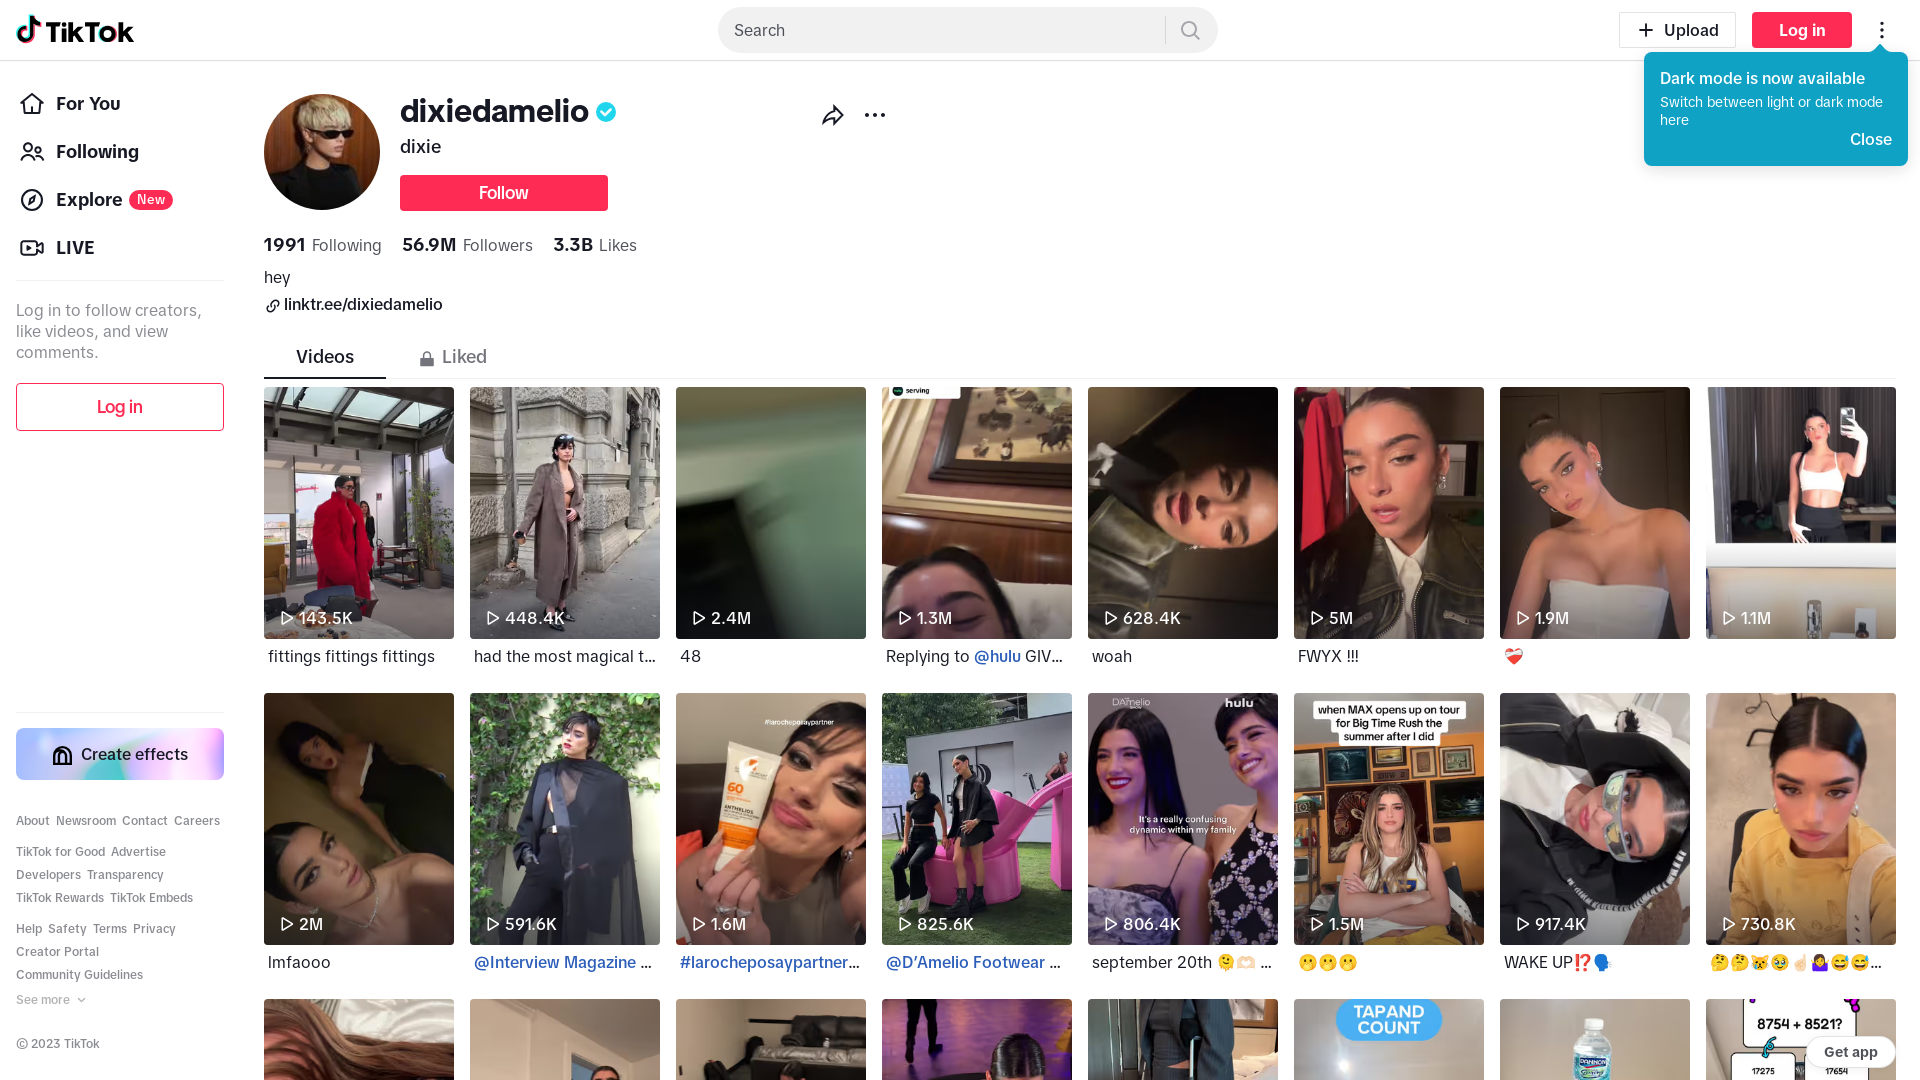 TikTok
Search
Upload
Log in
Dark mode is now available
Switch between light or dark mode
here
Close
For You
Following
Explore New
LIVE
Log in to follow creators,
like videos, and view
comments.
Log in
Create effects
About Newsroom Contact Careers
TikTok for Good Advertise
Developers Transparency
TikTok Rewards TikTok Embeds
Help Safety Terms Privacy
Creator Portal
Community Guidelines
See more
© 2023 TikTok
dixiedamelio
dixie
Follow
1991 Following 56.9M Followers 3.3B Likes
hey
linktr.ee/dixiedamelio
Videos
Liked
143.5K
fittings fittings fittings
448.4K
had the most magical t...
2.4M
48
serving
1.3M
Replying to @hulu GIV...
628.4K
woah
5M
FWYX !!!
1.9M
❤️‍🩹
1.1M
2M
lmfaooo
591.6K
@Interview Magazine ...
#larocheposaypartner
60
ANTHELIOS
1.6M
#larocheposaypartner...
825.6K
@D'Amelio Footwear ...
D'Amelio
hulu
It's a really confusing
dynamic within my family
806.4K
september 20th 🫠🫶🏻 ...
when MAX opens up on tour
for Big Time Rush the
summer after I did
1.5M
🫢🫢🫢
917.4K
WAKE UP⁉️🗣️
730.8K
🤔🤔😿🥹☝🏻🤷‍♀️😅😅...
TAP AND
COUNT
DANNON
8754 + 8521?
17275
17654
Get app